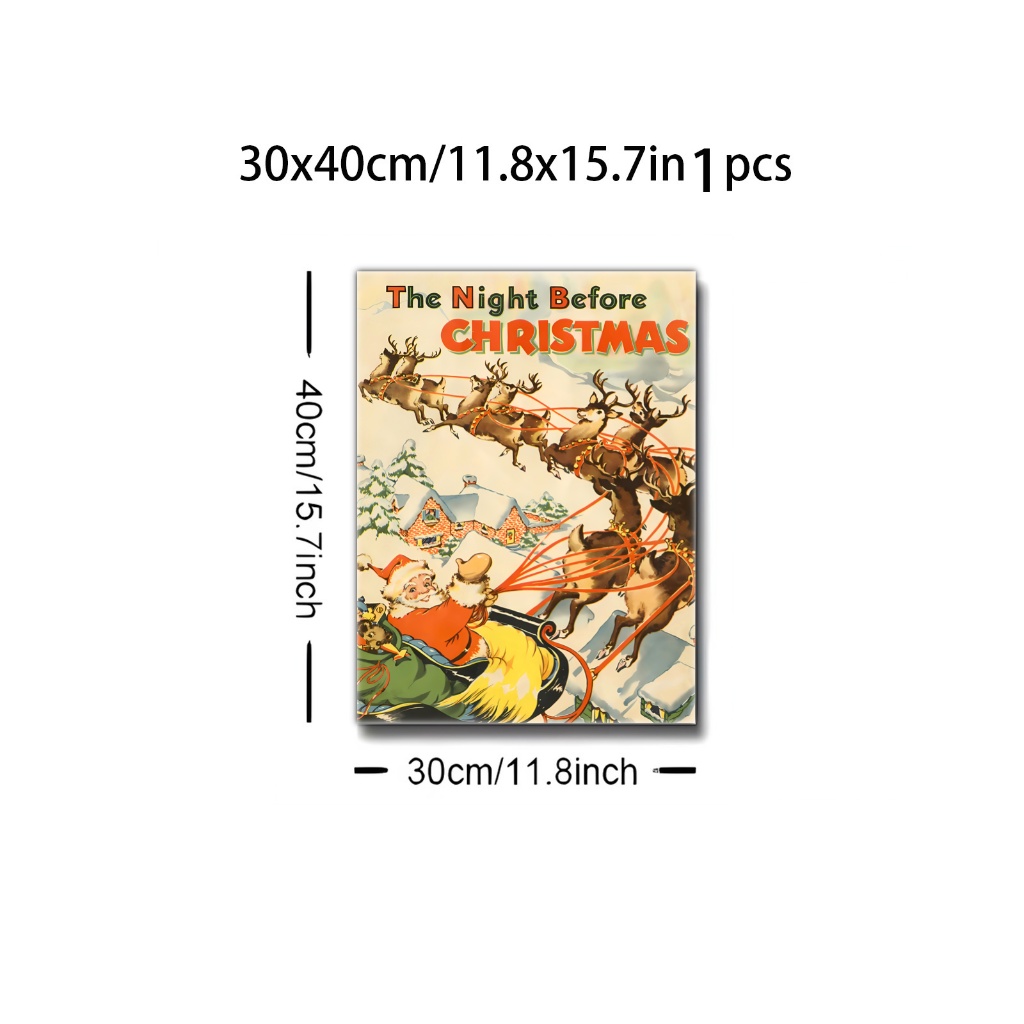 30x40cm/11.8x15.7in 1 pcs
The Night Before
CHRISTMAS
40cm/15.7inch
30cm/11.8inch